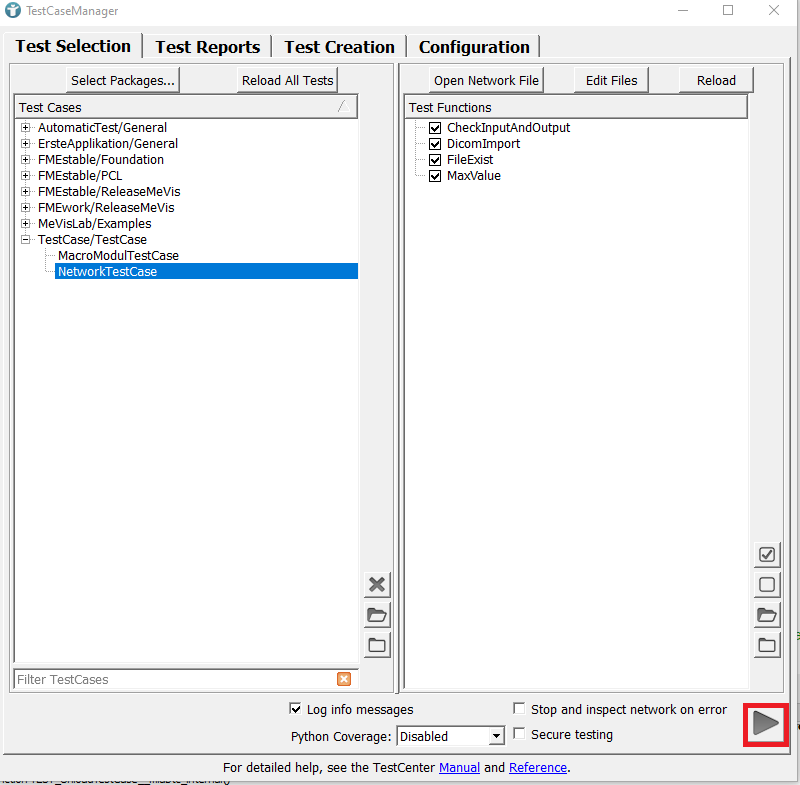 TestCaseManager
Test Selection
Test Reports
Test Creation
Configuration
Select Packages...
Reload All Tests
Open Network File
Edit Files
Reload
Test Cases
AutomaticTest/General
ErsteApplikation/General
FMEstable/Foundation
FMEstable/PCL
FMEstable/ReleaseMeVis
FMEwork/ReleaseMeVis
MeVisLab/Examples
TestCase/TestCase
MacroModulTestCase
NetworkTestCase
Test Functions
CheckInputAndOutput
DicomImport
FileExist
MaxValue
Filter TestCases
Log info messages
Stop and inspect network on error
Python Coverage: Disabled
Secure testing
For detailed help, see the TestCenter Manual and Reference.